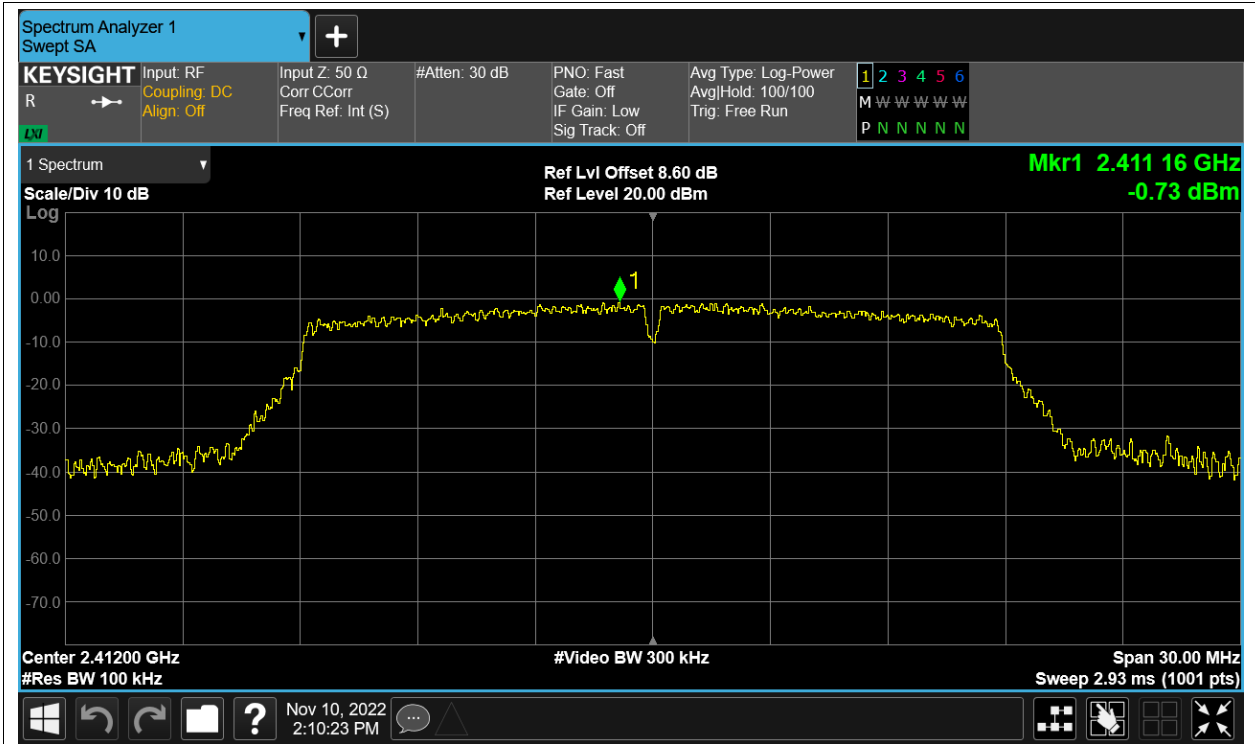 Spectrum Analyzer 1
Swept SA
KEYSIGHT
R
LXI
Input: RF
Coupling: DC
Align: Off
Input Z: 50 Ω
Corr CCorr
Freq Ref: Int (S)
#Atten: 30 dB
PNO: Fast
Gate: Off
IF Gain: Low
Sig Track: Off
Avg Type: Log-Power
Avg|Hold: 100/100
Trig: Free Run
1 2 3 4 5 6
M W W W W W
P N N N N N
1 Spectrum
Scale/Div 10 dB
Log
Ref Lvl Offset 8.60 dB
Ref Level 20.00 dBm
Mkr1 2.411 16 GHz
-0.73 dBm
10.0
0.00
-10.0
-20.0
-30.0
-40.0
-50.0
-60.0
-70.0
1
Center 2.41200 GHz
#Res BW 100 kHz
#Video BW 300 kHz
Span 30.00 MHz
Sweep 2.93 ms (1001 pts)
?
Nov 10, 2022
2:10:23 PM